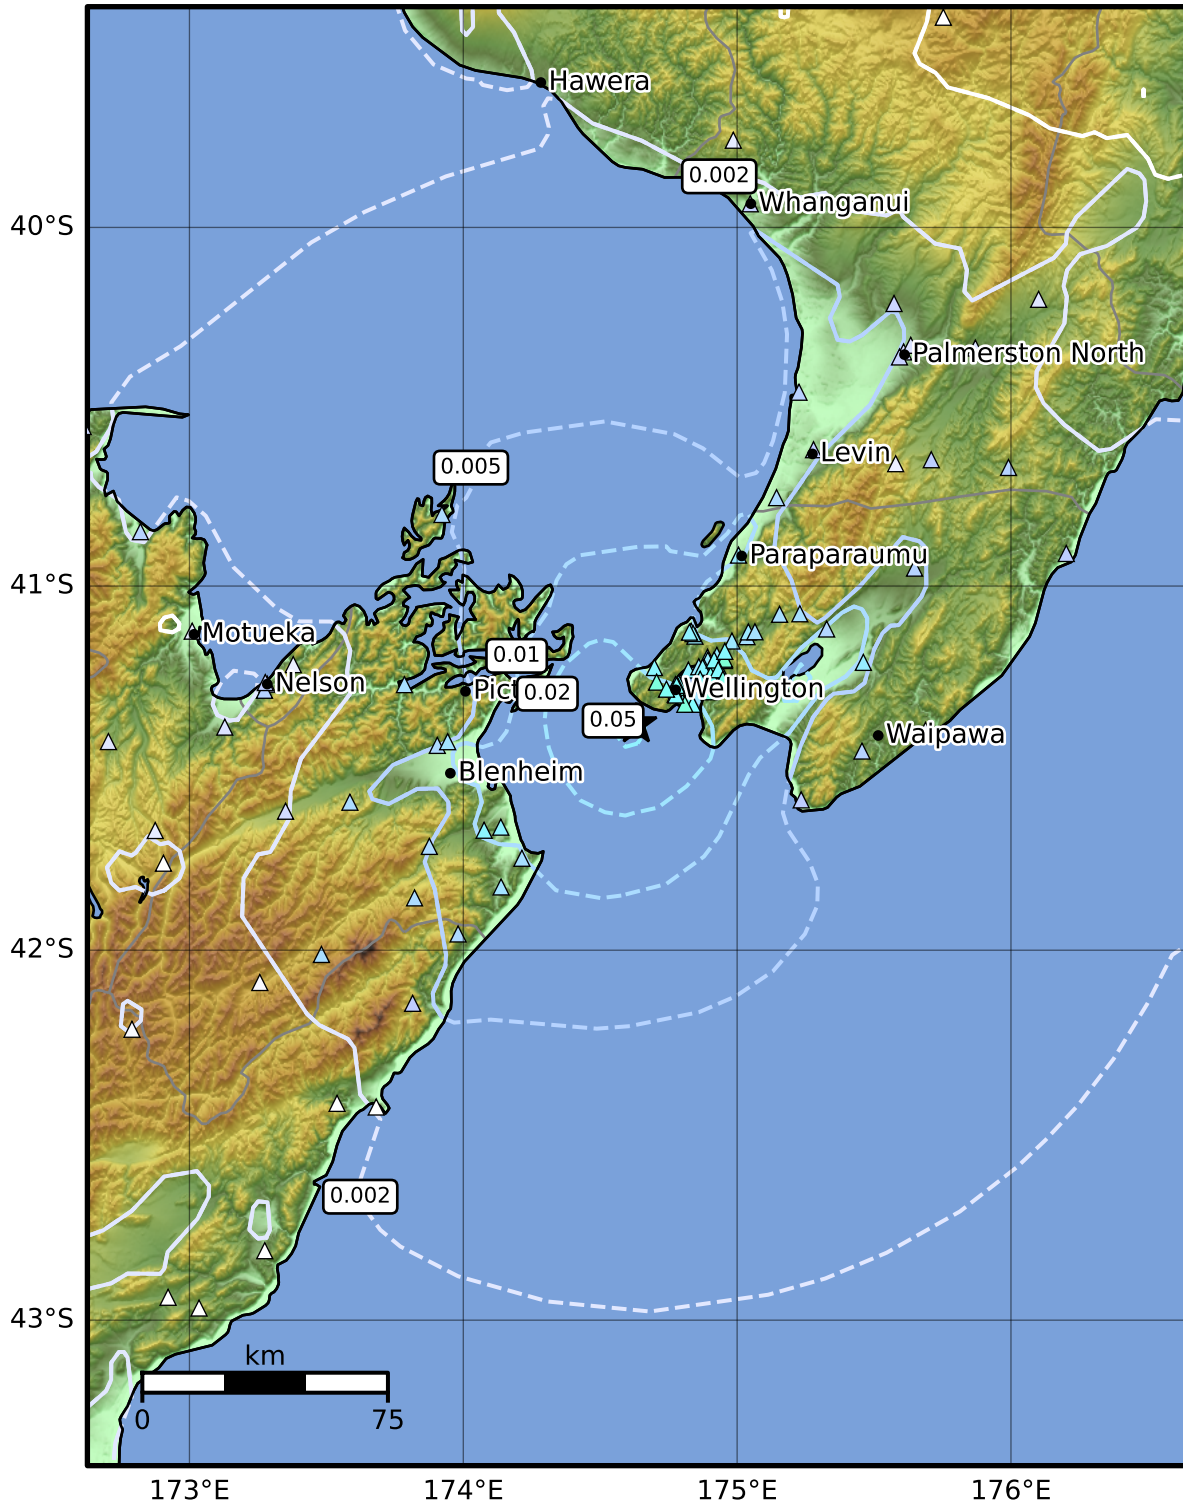 Hawera
0.002
Whanganui
40°S
Palmerston North
Levin
0.005
Paraparaumu
41°S
Motueka
0.01
Nelson
Pict
0.02
Wellington
0.05
Waipawa
Blenheim
42°S
0.002
43°S
km
0
75
173°E
174°E
175°E
176°E